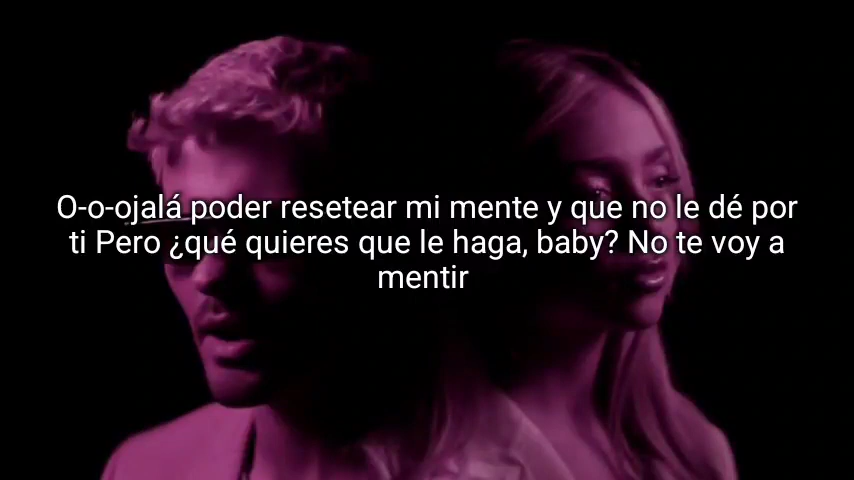 O-o-ojalá poder resetear mi mente y que no le dé por
ti Pero ¿qué quieres que le haga, baby? No te voy a
mentir